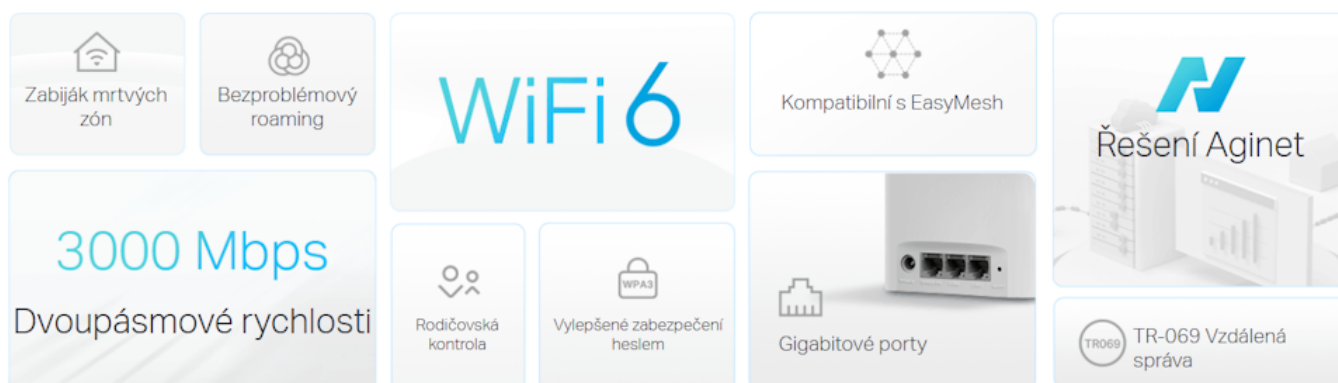 Zabiják mrtvých
zón
Bezproblémový
roaming
WiFi 6
Kompatibilní s EasyMesh
Řešení Aginet
3000 Mbps
Dvoupásmové rychlosti
Rodičovská
kontrola
WPA3
Vylepšené zabezpečení
heslem
Gigabitové porty
TR069
TR-069 Vzdálená
správa